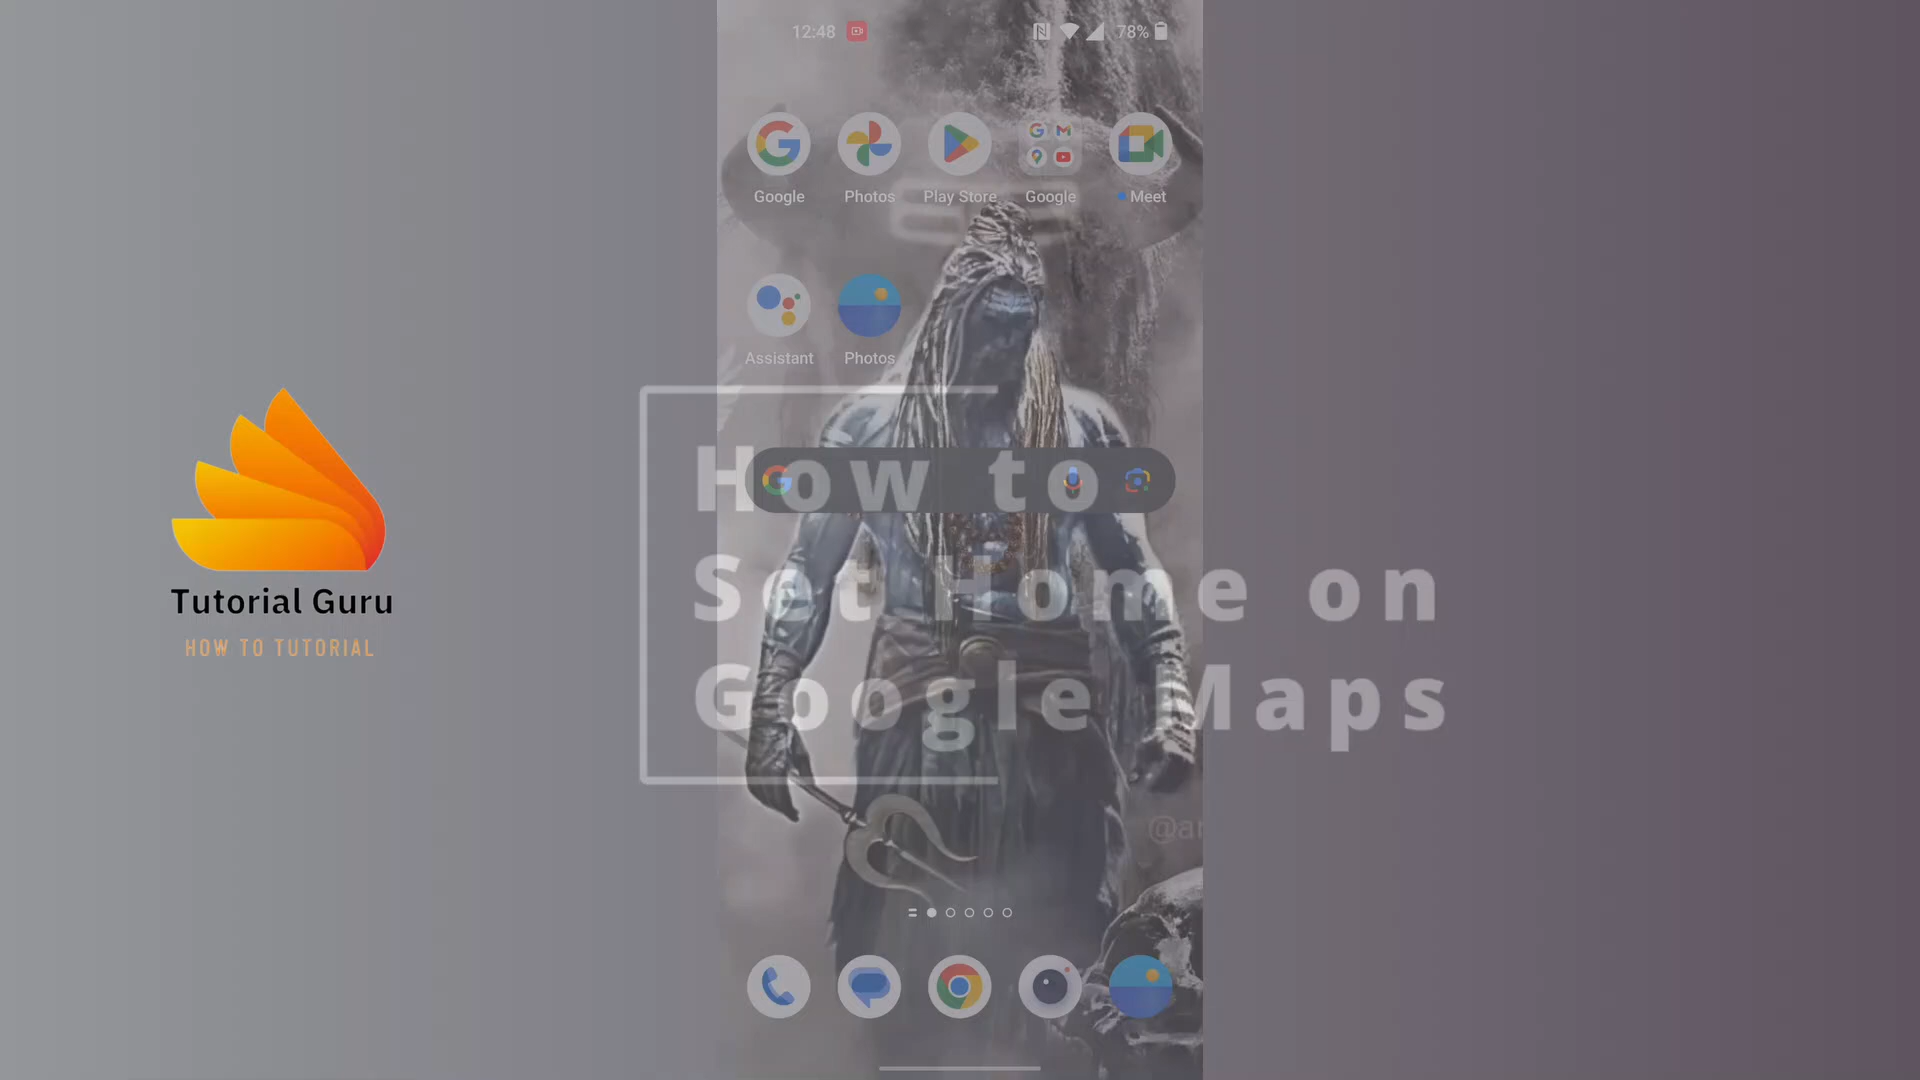 12:48
78%
Google
Photos
Play Store
Google
Meet
Assistant
Photos
How to
Set Home on
Google Maps
Tutorial Guru
HOW TO TUTORIAL